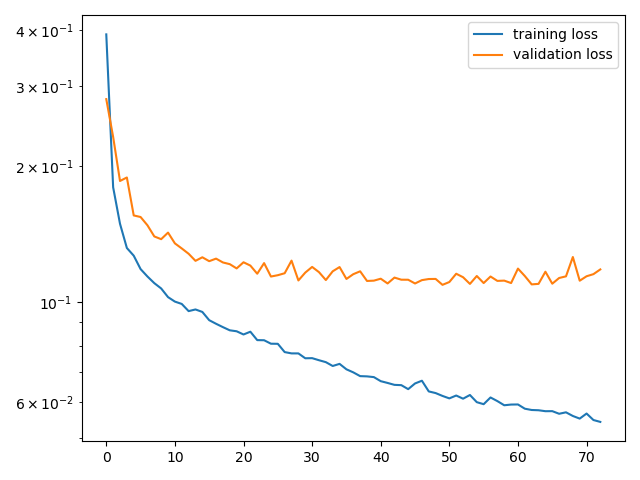 training loss
validation loss
4 × 10⁻¹
3 × 10⁻¹
2 × 10⁻¹
10⁻¹
6 × 10⁻²
0 10 20 30 40 50 60 70